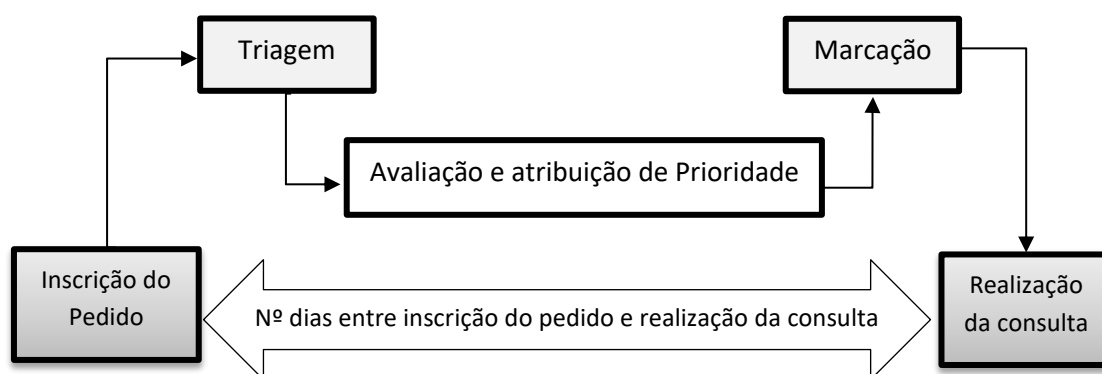 Triagem
Marcação
Avaliação e atribuição de Prioridade
Inscrição do
Pedido
Nº dias entre inscrição do pedido e realização da consulta
Realização
da consulta